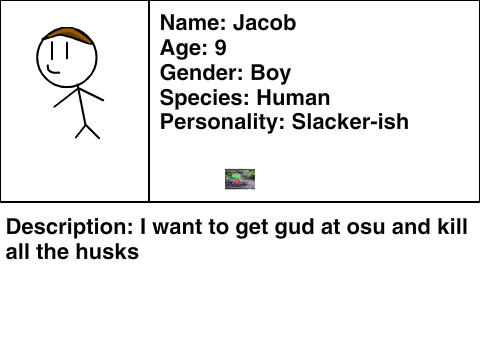 Name: Jacob
Age: 9
Gender: Boy
Species: Human
Personality: Slacker-ish
Description: I want to get gud at osu and kill
all the husks